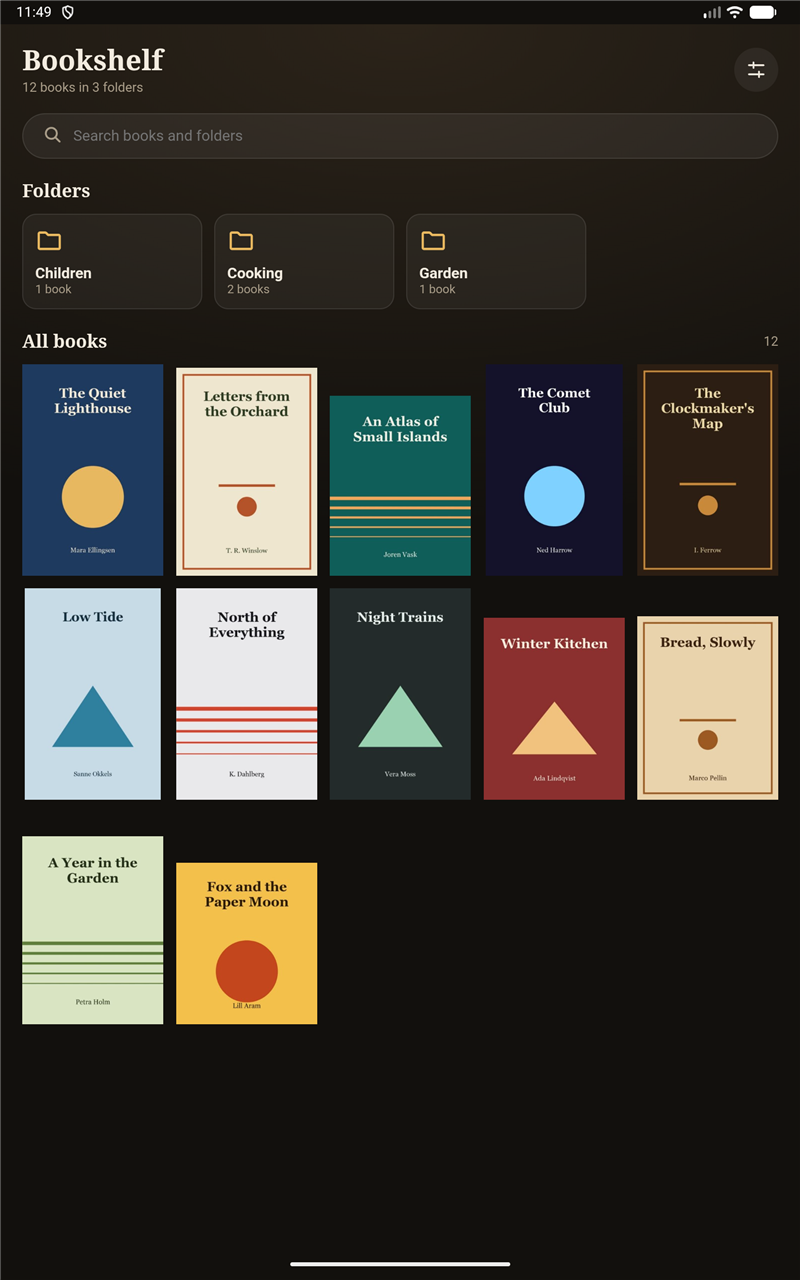 11:49
Bookshelf
12 books in 3 folders
Search books and folders
Folders
Children
1 book
Cooking
2 books
Garden
1 book
All books
12
The Quiet
Lighthouse
Mara Ellingsen
Letters from
the Orchard
T. R. Winslow
An Atlas of
Small Islands
Joren Vask
The Comet
Club
Ned Harrow
The
Clockmaker's
Map
I. Ferrow
Low Tide
Sanne Okkels
North of
Everything
K. Dahlberg
Night Trains
Vera Moss
Winter Kitchen
Ada Lindqvist
Bread, Slowly
Marco Pellin
A Year in the
Garden
Petra Holm
Fox and the
Paper Moon
Lill Aram